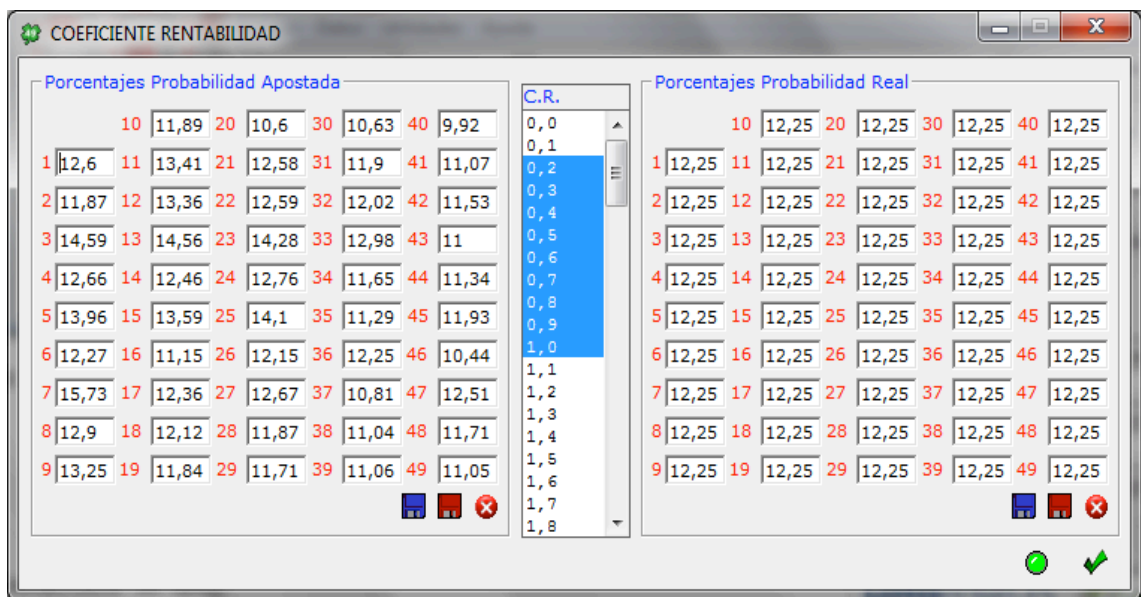 COEFICIENTE RENTABILIDAD
Porcentajes Probabilidad Apostada
10 11,89 20 10,6 30 10,63 40 9,92
1 12,6 11 13,41 21 12,58 31 11,9 41 11,07
2 11,87 12 13,36 22 12,59 32 12,02 42 11,53
3 14,59 13 14,56 23 14,28 33 12,98 43 11
4 12,66 14 12,46 24 12,76 34 11,65 44 11,34
5 13,96 15 13,59 25 14,1 35 11,29 45 11,93
6 12,27 16 11,15 26 12,15 36 12,25 46 10,44
7 15,73 17 12,36 27 12,67 37 10,81 47 12,51
8 12,9 18 12,12 28 11,87 38 11,04 48 11,71
9 13,25 19 11,84 29 11,71 39 11,06 49 11,05
C.R.
0,0
0,1
0,2
0,3
0,4
0,5
0,6
0,7
0,8
0,9
1,0
1,1
1,2
1,3
1,4
1,5
1,6
1,7
1,8
Porcentajes Probabilidad Real
10 12,25 20 12,25 30 12,25 40 12,25
1 12,25 11 12,25 21 12,25 31 12,25 41 12,25
2 12,25 12 12,25 22 12,25 32 12,25 42 12,25
3 12,25 13 12,25 23 12,25 33 12,25 43 12,25
4 12,25 14 12,25 24 12,25 34 12,25 44 12,25
5 12,25 15 12,25 25 12,25 35 12,25 45 12,25
6 12,25 16 12,25 26 12,25 36 12,25 46 12,25
7 12,25 17 12,25 27 12,25 37 12,25 47 12,25
8 12,25 18 12,25 28 12,25 38 12,25 48 12,25
9 12,25 19 12,25 29 12,25 39 12,25 49 12,25